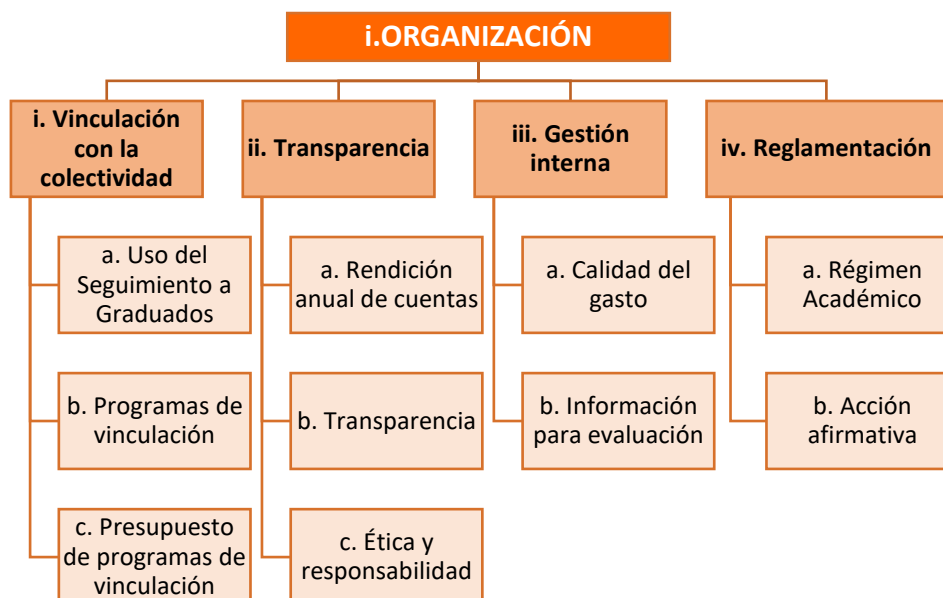 i.ORGANIZACIÓN
i. Vinculación
con la
colectividad
a. Uso del
Seguimiento a
Graduados
b. Programas de
vinculación
c. Presupuesto
de programas de
vinculación
ii. Transparencia
a. Rendición
anual de cuentas
b. Transparencia
c. Ética y
responsabilidad
iii. Gestión
interna
a. Calidad del
gasto
b. Información
para evaluación
iv. Reglamentación
a. Régimen
Académico
b. Acción
afirmativa